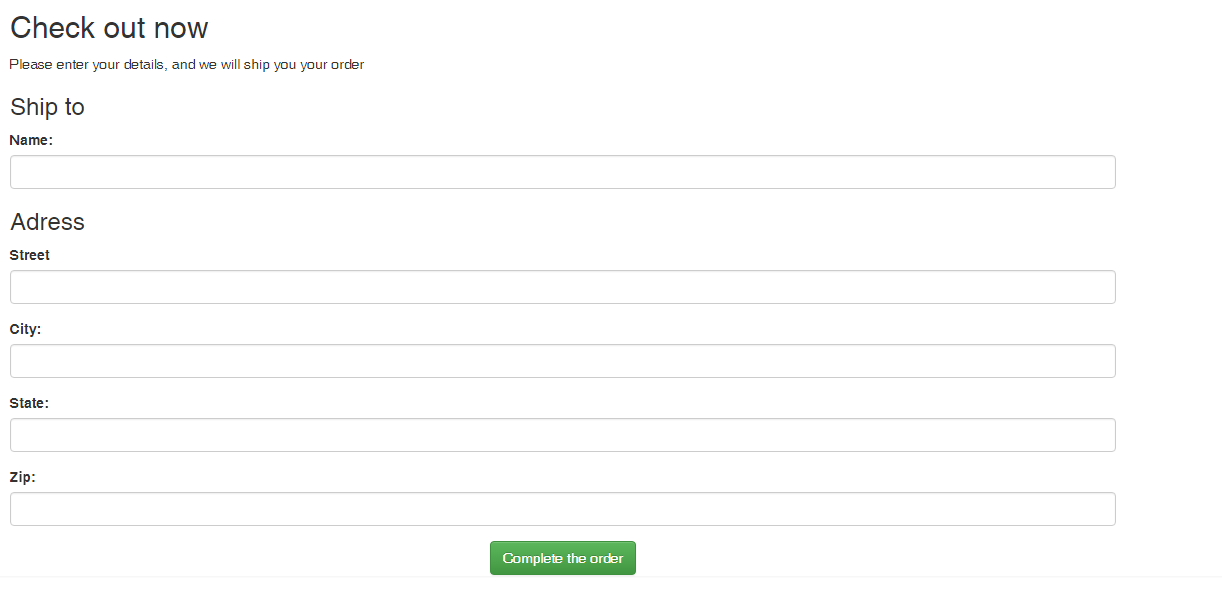 Check out now
Please enter your details, and we will ship you your order
Ship to
Name:
Adress
Street
City:
State:
Zip:
Complete the order